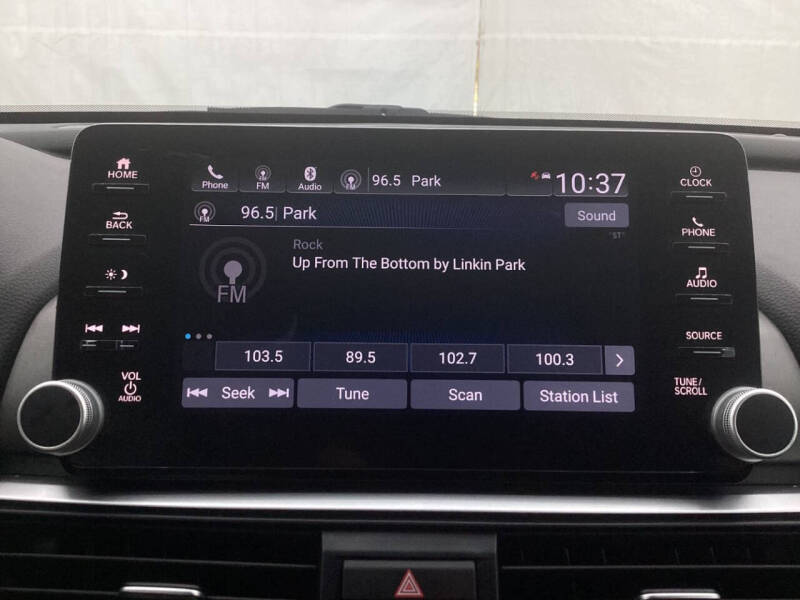 HOME
BACK
VOL
AUDIO
Phone
FM
Audio
FM
96.5 Park
10:37
FM
96.5 Park
Sound
"ST"
Rock
Up From The Bottom by Linkin Park
FM
103.5
89.5
102.7
100.3
Seek
Tune
Scan
Station List
CLOCK
PHONE
AUDIO
SOURCE
TUNE/
SCROLL